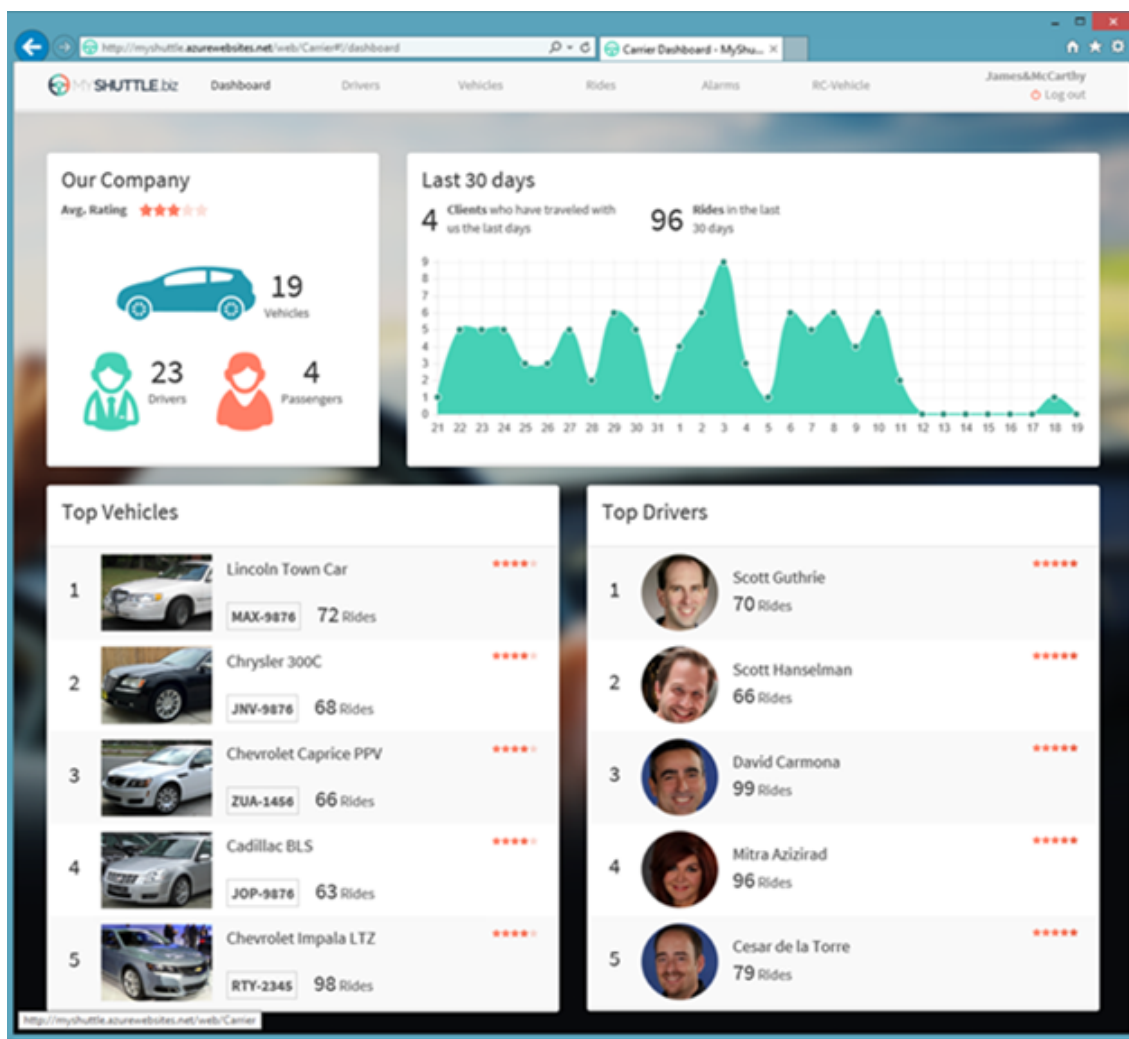 http://myshuttle.azurewebsites.net/web/Carrier#!/dashboard
Carrier Dashboard - MyShu...
MYSHUTTLE.biz
Dashboard
Drivers
Vehicles
Rides
Alarms
RC-Vehicle
James&McCarthy
Log out
Our Company
Avg. Rating
19
Vehicles
23
Drivers
4
Passengers
Last 30 days
4 Clients who have traveled with
us the last days
96 Rides in the last
30 days
9
8
7
6
5
4
3
2
1
0
21 22 23 24 25 26 27 28 29 30 31 1 2 3 4 5 6 7 8 9 10 11 12 13 14 15 16 17 18 19
Top Vehicles
1
Lincoln Town Car
MAX-9876 72 Rides
2
Chrysler 300C
JNV-9876 68 Rides
3
Chevrolet Caprice PPV
ZUA-1456 66 Rides
4
Cadillac BLS
JOP-9876 63 Rides
5
Chevrolet Impala LTZ
RTY-2345 98 Rides
Top Drivers
1
Scott Guthrie
70 Rides
2
Scott Hanselman
66 Rides
3
David Carmona
99 Rides
4
Mitra Azizirad
96 Rides
5
Cesar de la Torre
79 Rides
http://myshuttle.azurewebsites.net/web/Carrier